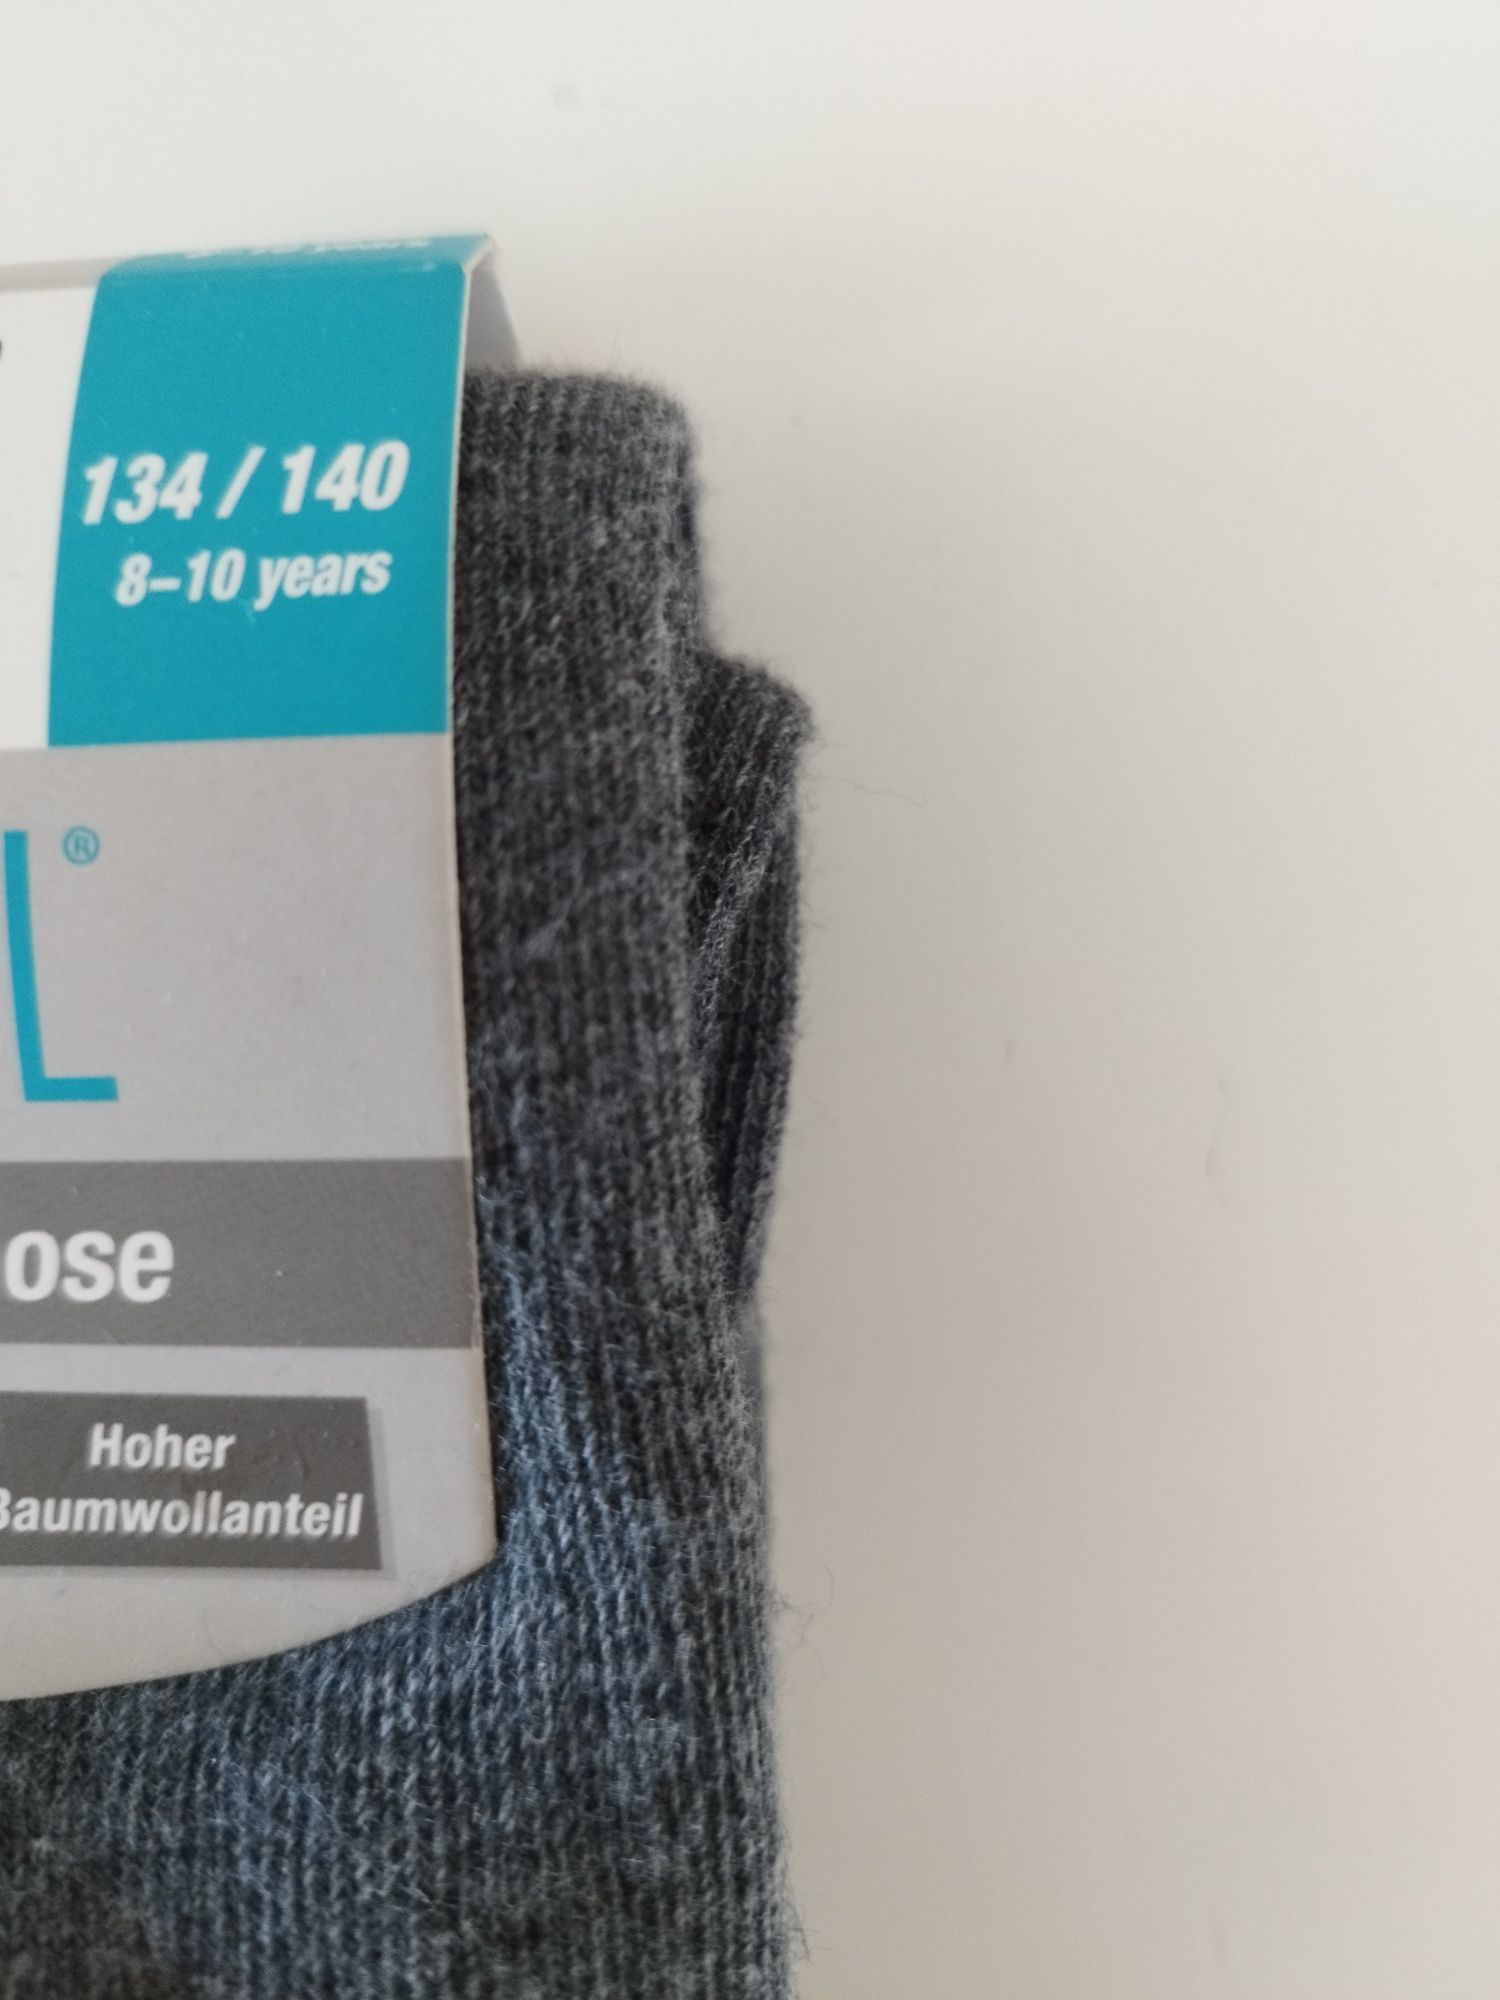 134 / 140
8–10 years
L®
ose
Hoher
Baumwollanteil